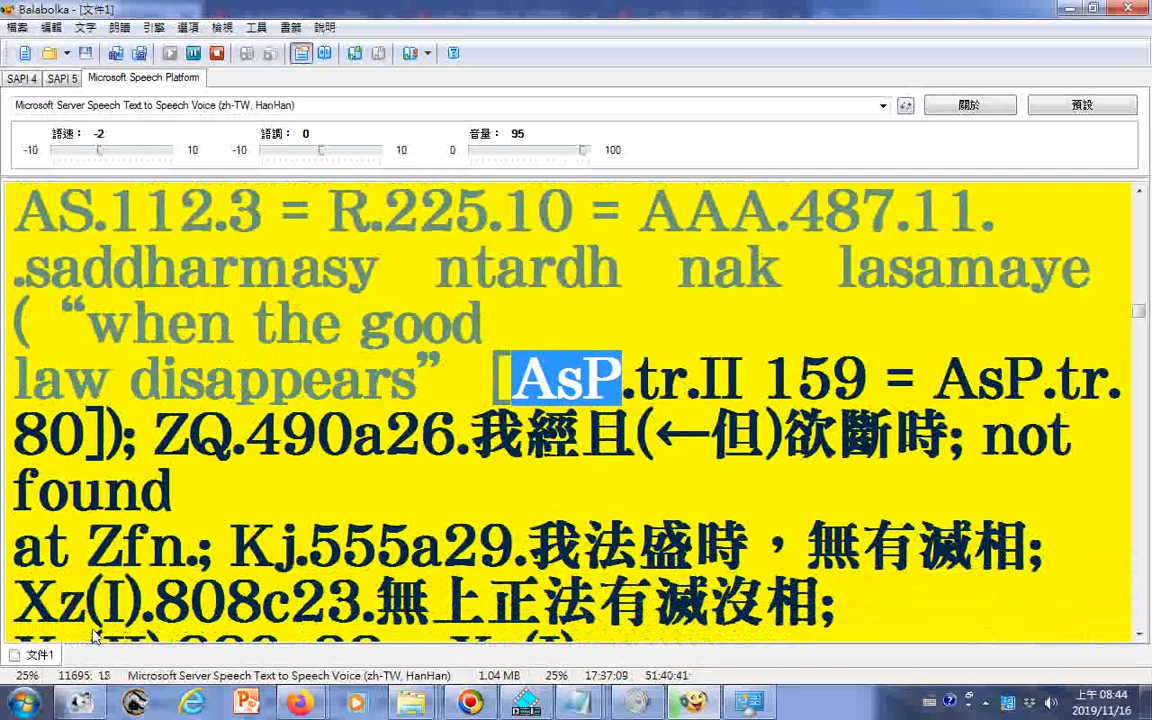 Balabolka - [文件1]
檔案 編輯 文字 朗讀 引擎 選項 檢視 工具 書籤 說明
SAPI 4 SAPI 5 Microsoft Speech Platform
Microsoft Server Speech Text to Speech Voice (zh-TW, HanHan) 關於 預設
語速： -2 語調： 0 音量： 95
-10 10 -10 10 0 100
AS.112.3 = R.225.10 = AAA.487.11.
.saddharmasy ntardh nak lasamaye
( “when the good
law disappears” [AsP.tr.II 159 = AsP.tr.
80]); ZQ.490a26.我經且(←但)欲斷時; not
found
at Zfn.; Kj.555a29.我法盛時，無有滅相;
Xz(I).808c23.無上正法有滅沒相;
文件1
25% Microsoft Server Speech Text to Speech Voice (zh-TW, HanHan) 1.04 MB 25% 17:37:09 51:40:41
上午 08:44
2019/11/16